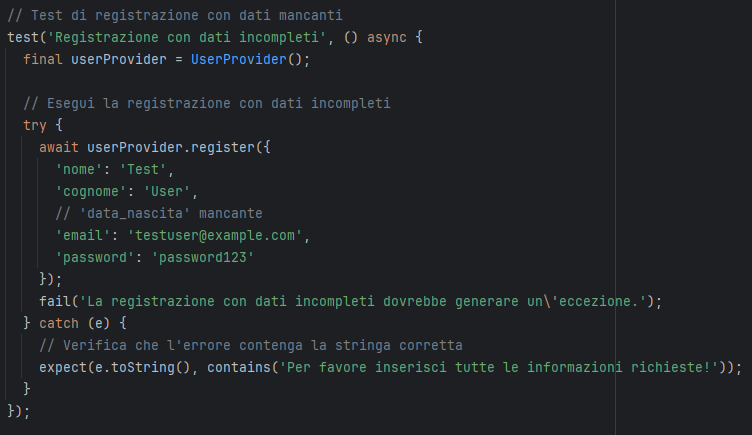 // Test di registrazione con dati mancanti
test('Registrazione con dati incompleti', () async {
  final userProvider = UserProvider();

  // Esegui la registrazione con dati incompleti
  try {
    await userProvider.register({
      'nome': 'Test',
      'cognome': 'User',
      // 'data_nascita' mancante
      'email': 'testuser@example.com',
      'password': 'password123'
    });
    fail('La registrazione con dati incompleti dovrebbe generare un\'eccezione.');
  } catch (e) {
    // Verifica che l'errore contenga la stringa corretta
    expect(e.toString(), contains('Per favore inserisci tutte le informazioni richieste!'));
  }
});